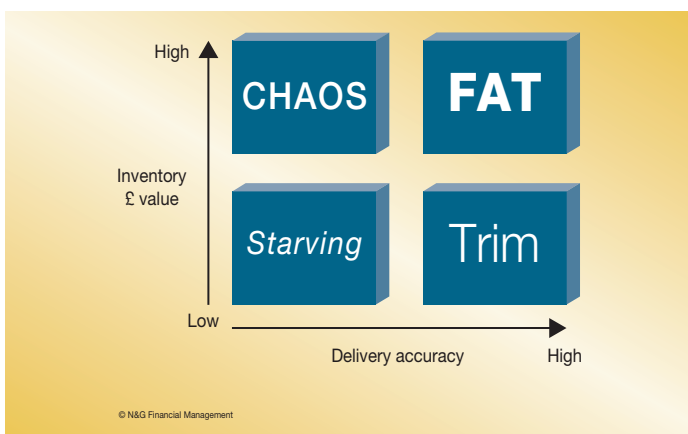 High
CHAOS
FAT
Inventory
£ value
Starving
Trim
Low
Delivery accuracy
High
© N&G Financial Management